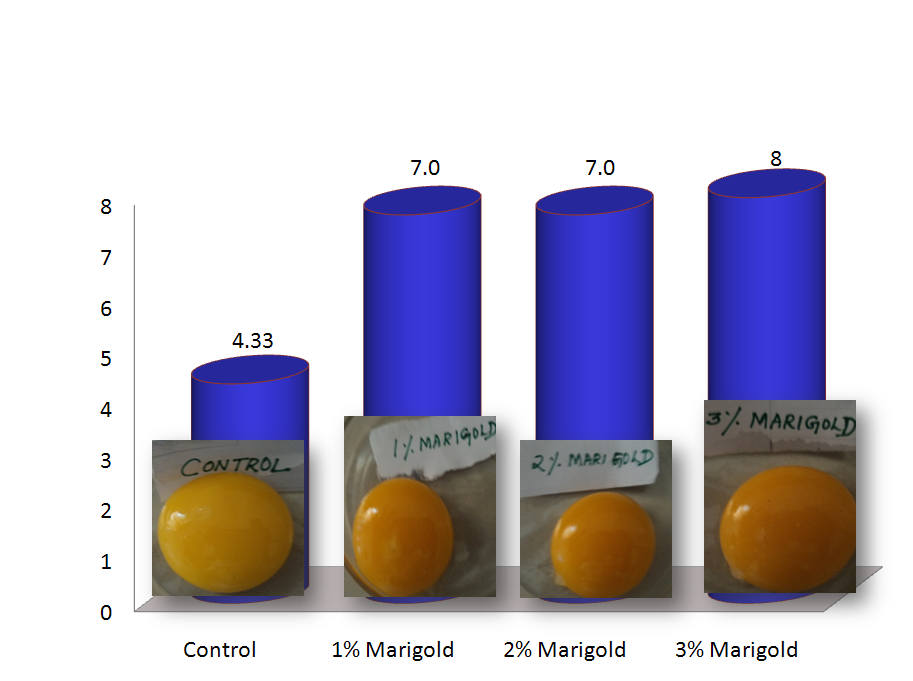 7.0
7.0
8
4.33
8
7
6
5
4
3
2
1
0
CONTROL
1% MARIGOLD
2% MARIGOLD
3% MARIGOLD
Control
1% Marigold
2% Marigold
3% Marigold